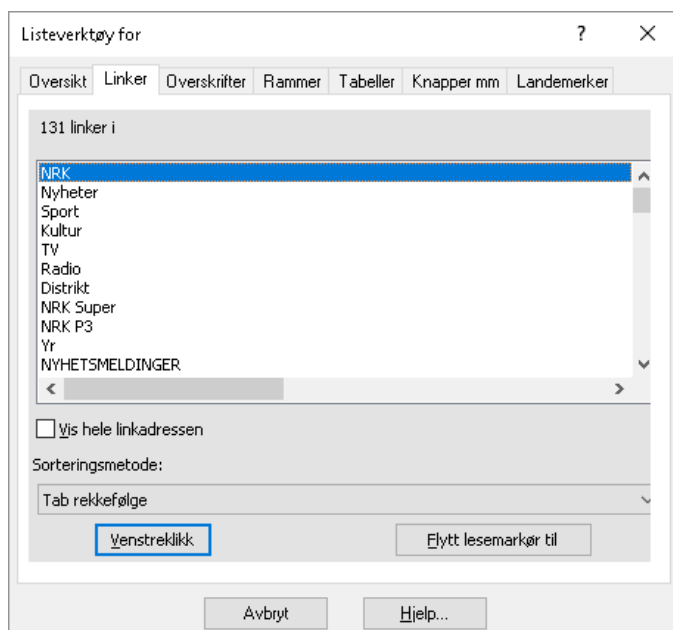 Listeverktøy for ?
Oversikt Linker Overskrifter Rammer Tabeller Knapper mm Landemerker
131 linker i
NRK
Nyheter
Sport
Kultur
TV
Radio
Distrikt
NRK Super
NRK P3
Yr
NYHETSMELDINGER
Vis hele linkadressen
Sorteringsmetode:
Tab rekkefølge
Venstreklikk Flytt lesemarkør til
Avbryt Hjelp...